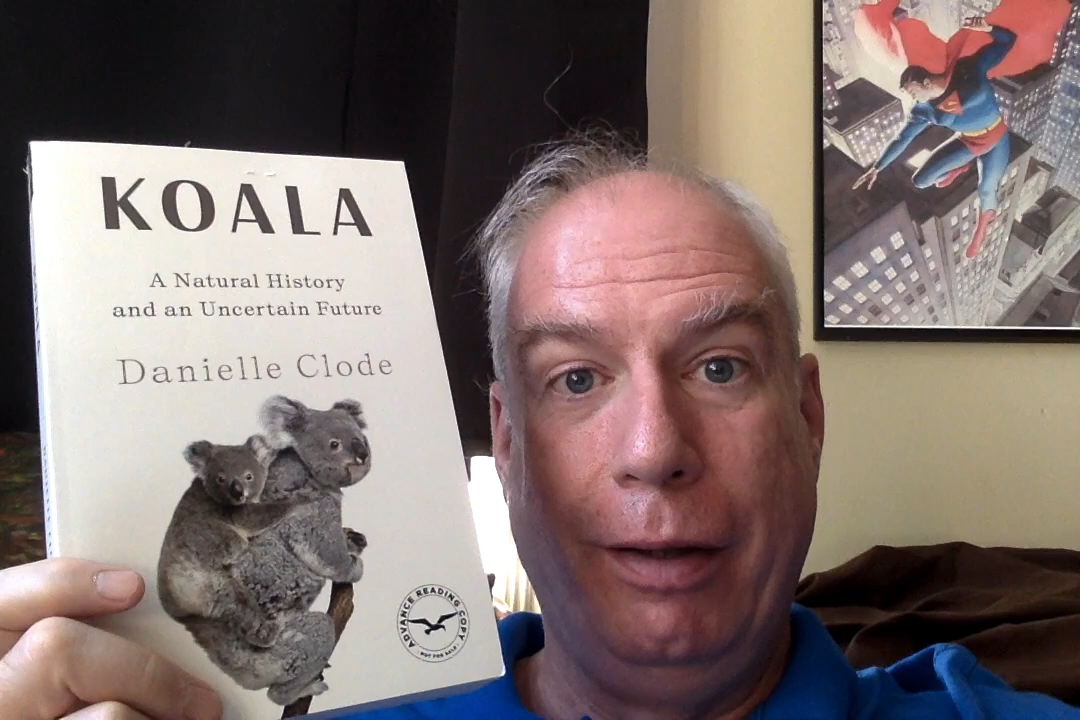 KOALA
A Natural History
and an Uncertain Future
Danielle Clode
ADVANCE READING COPY
NOT FOR SALE